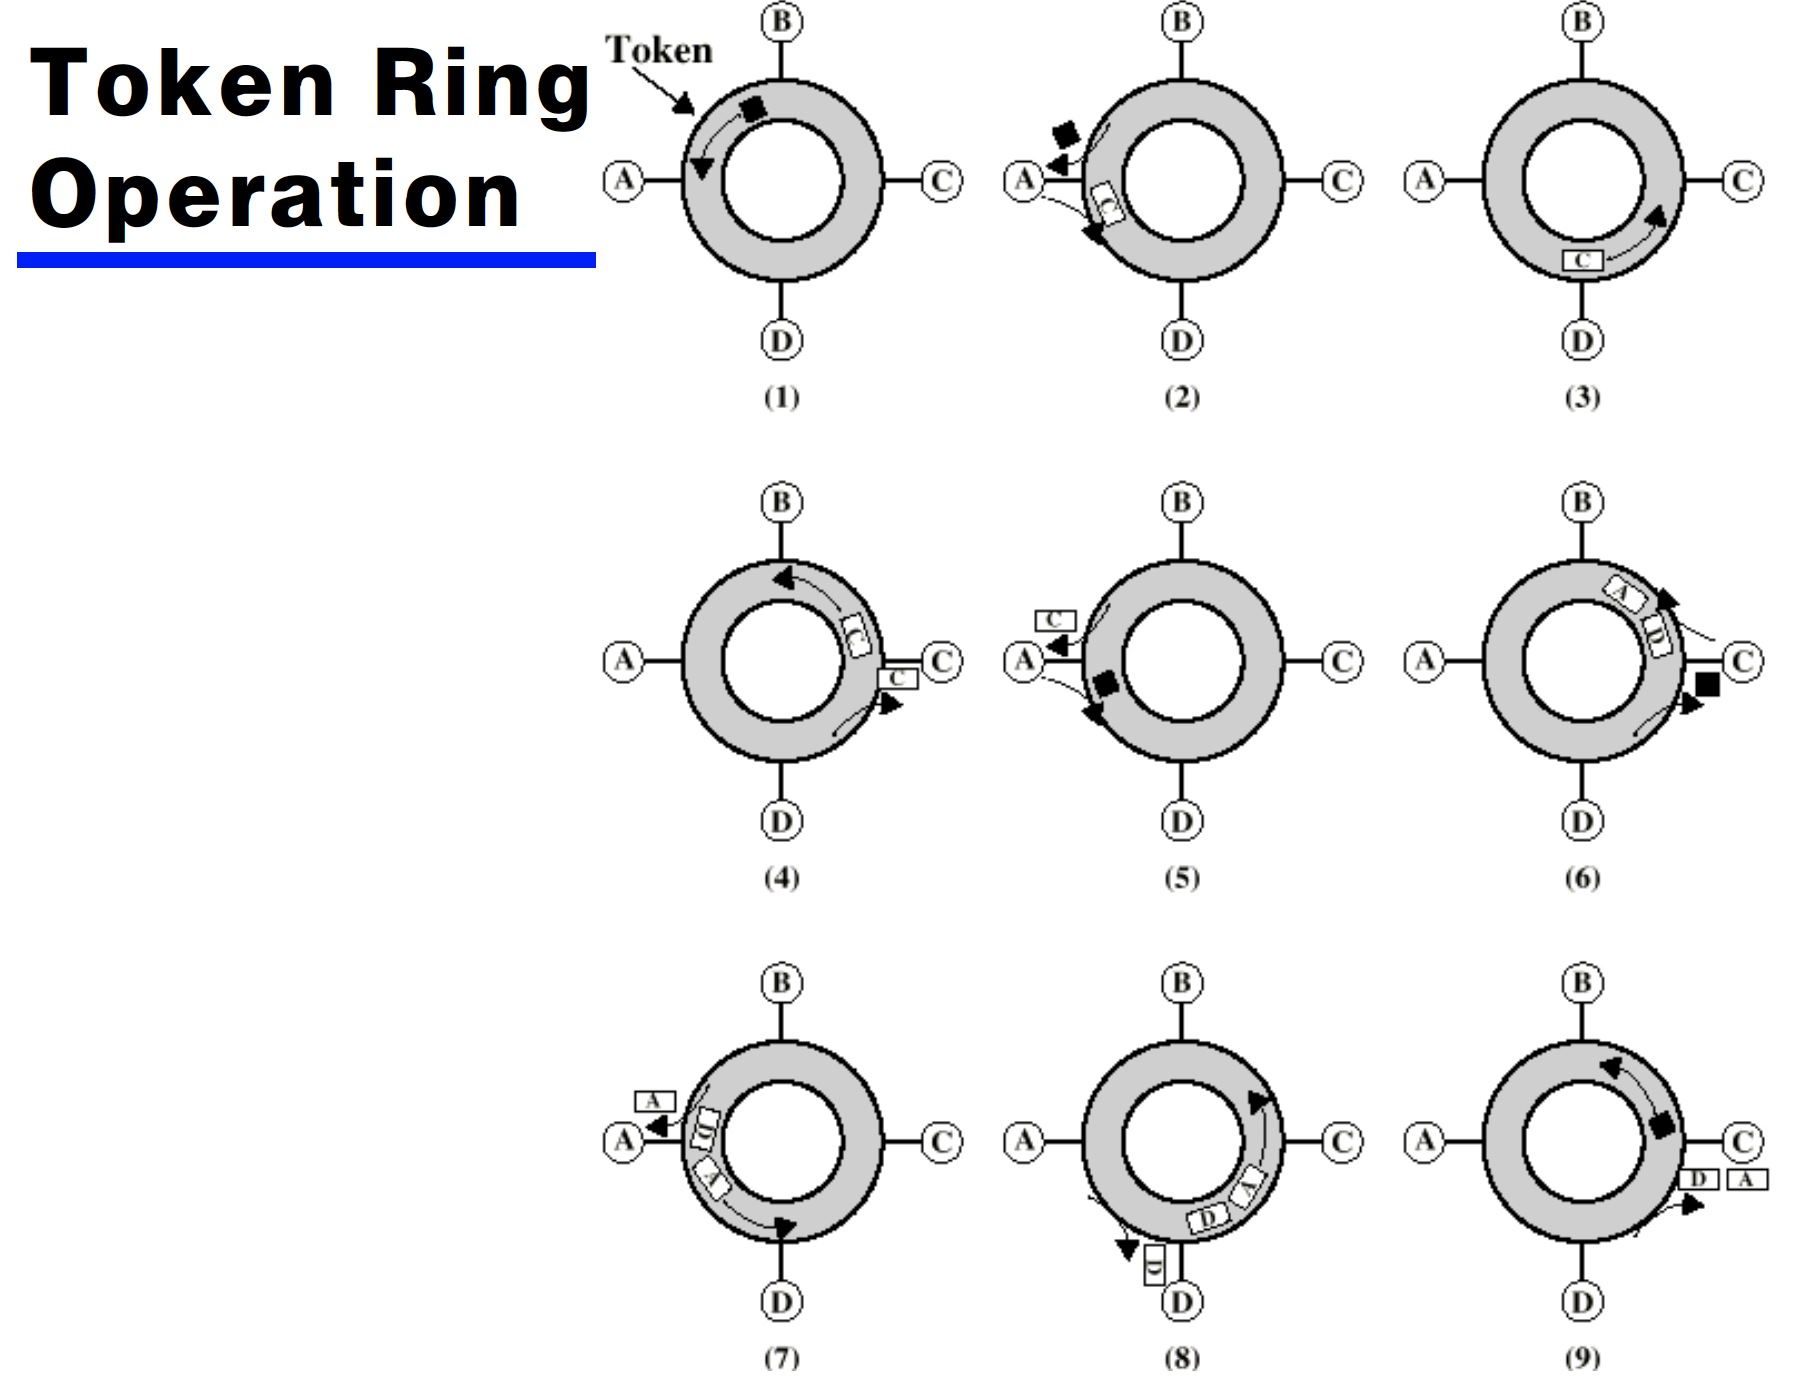 Token Ring
Operation
Token
B
A
C
D
(1)
B
A
C
C
D
(2)
B
A
C
C
D
(3)
B
C
A
C
C
D
(4)
B
C
A
C
D
(5)
B
A
D
A
C
D
(6)
B
A
D
A
C
A
D
(7)
B
A
C
A
D
D
D
(8)
B
A
C
D A
D
(9)